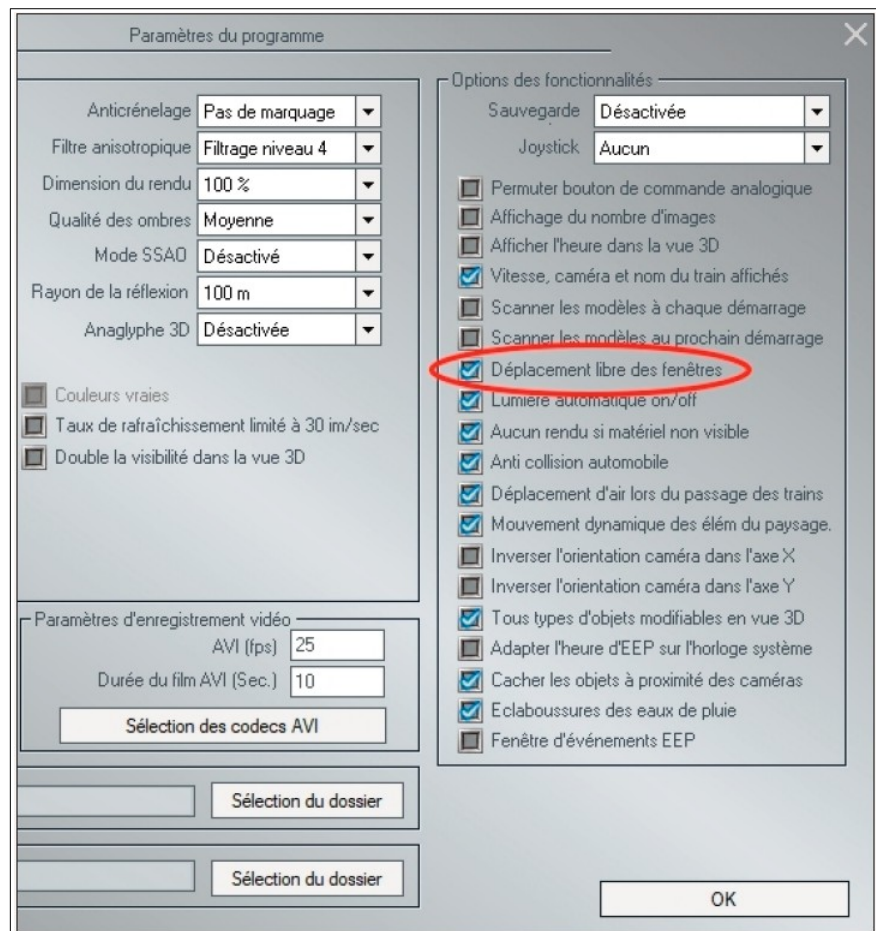 Paramètres du programme
Anticrénelage Pas de marquage
Filtre anisotropique Filtrage niveau 4
Dimension du rendu 100 %
Qualité des ombres Moyenne
Mode SSAO Désactivé
Rayon de la réflexion 100 m
Anaglyphe 3D Désactivée
Couleurs vraies
Taux de rafraîchissement limité à 30 im/sec
Double la visibilité dans la vue 3D
Paramètres d'enregistrement vidéo
AVI (fps) 25
Durée du film AVI (Sec.) 10
Sélection des codecs AVI
Sélection du dossier
Sélection du dossier
Options des fonctionnalités
Sauvegarde Désactivée
Joystick Aucun
Permuter bouton de commande analogique
Affichage du nombre d'images
Afficher l'heure dans la vue 3D
Vitesse, caméra et nom du train affichés
Scanner les modèles à chaque démarrage
Scanner les modèles au prochain démarrage
Déplacement libre des fenêtres
Lumière automatique on/off
Aucun rendu si matériel non visible
Anti collision automobile
Déplacement d'air lors du passage des trains
Mouvement dynamique des élém du paysage.
Inverser l'orientation caméra dans l'axe X
Inverser l'orientation caméra dans l'axe Y
Tous types d'objets modifiables en vue 3D
Adapter l'heure d'EEP sur l'horloge système
Cacher les objets à proximité des caméras
Eclaboussures des eaux de pluie
Fenêtre d'événements EEP
OK